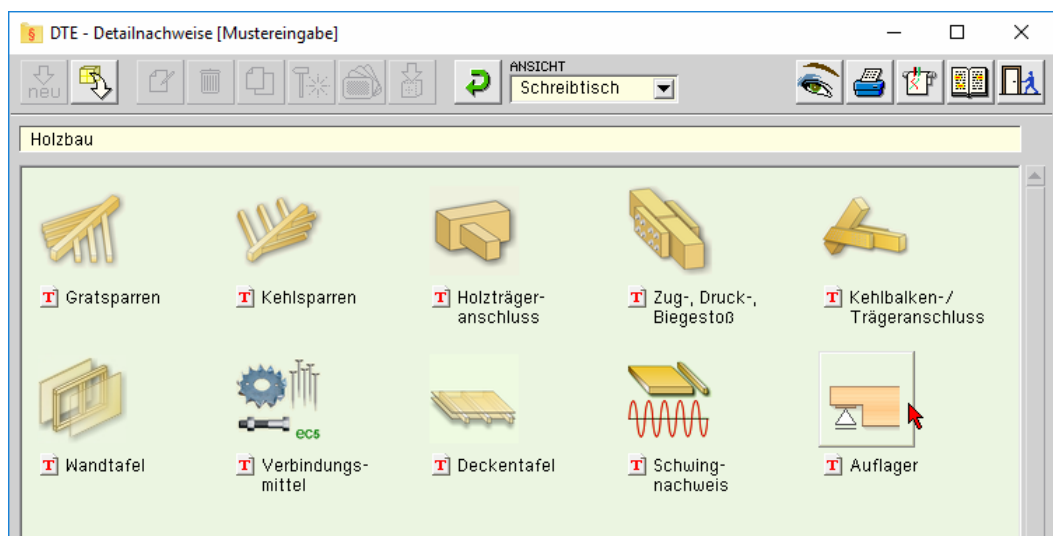 § DTE - Detailnachweise [Mustereingabe]
neu
ANSICHT
Schreibtisch
Holzbau
T Gratsparren
T Kehlsparren
T Holzträger-
anschluss
T Zug-, Druck-,
Biegestoß
T Kehlbalken-/
Trägeranschluss
ec5
T Wandtafel
T Verbindungs-
mittel
T Deckentafel
T Schwing-
nachweis
T Auflager